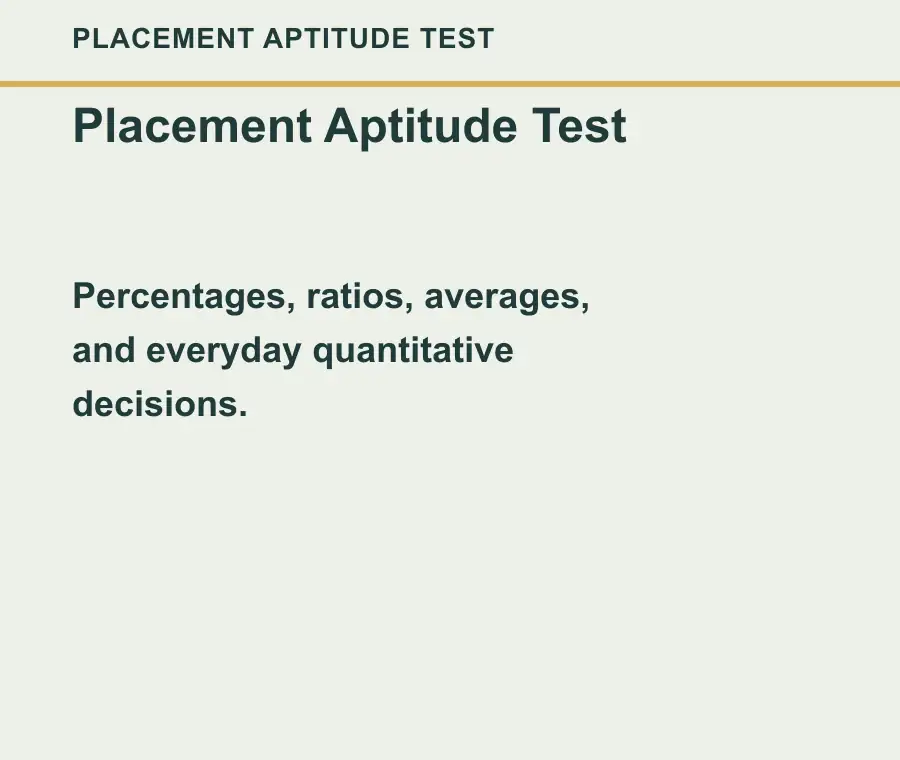 PLACEMENT APTITUDE TEST
Placement Aptitude Test
Percentages, ratios, averages,
and everyday quantitative
decisions.